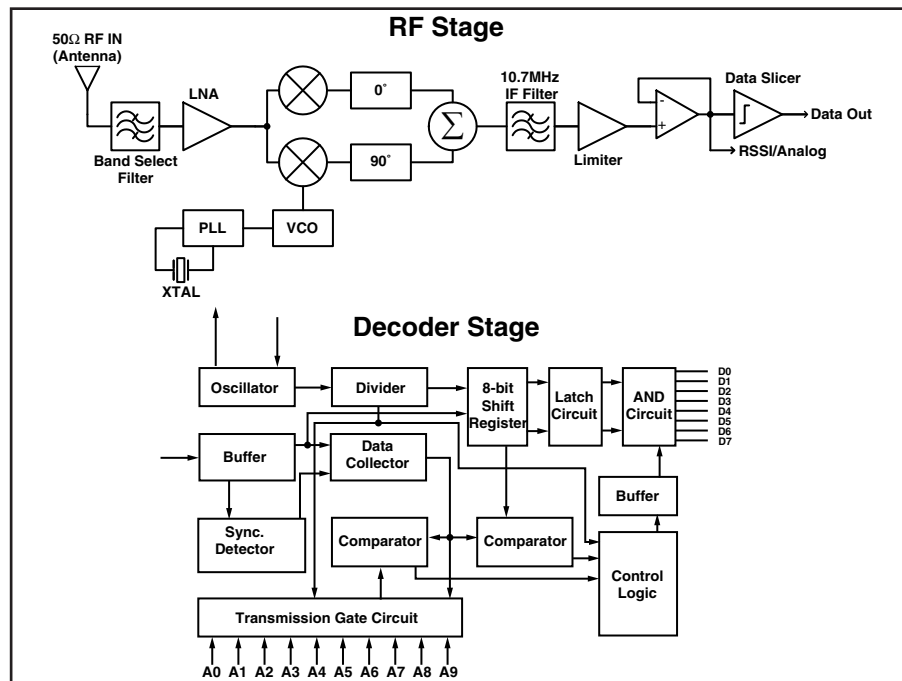 RF Stage
50Ω RF IN
(Antenna)
LNA
Band Select
Filter
0°
90°
Σ
10.7MHz
IF Filter
Limiter
-
+
Data Slicer
Data Out
RSSI/Analog
PLL
VCO
XTAL
Decoder Stage
Oscillator
Divider
8-bit
Shift
Register
Latch
Circuit
AND
Circuit
D0
D1
D2
D3
D4
D5
D6
D7
Buffer
Data
Collector
Buffer
Sync.
Detector
Comparator
Comparator
Control
Logic
Transmission Gate Circuit
A0 A1 A2 A3 A4 A5 A6 A7 A8 A9